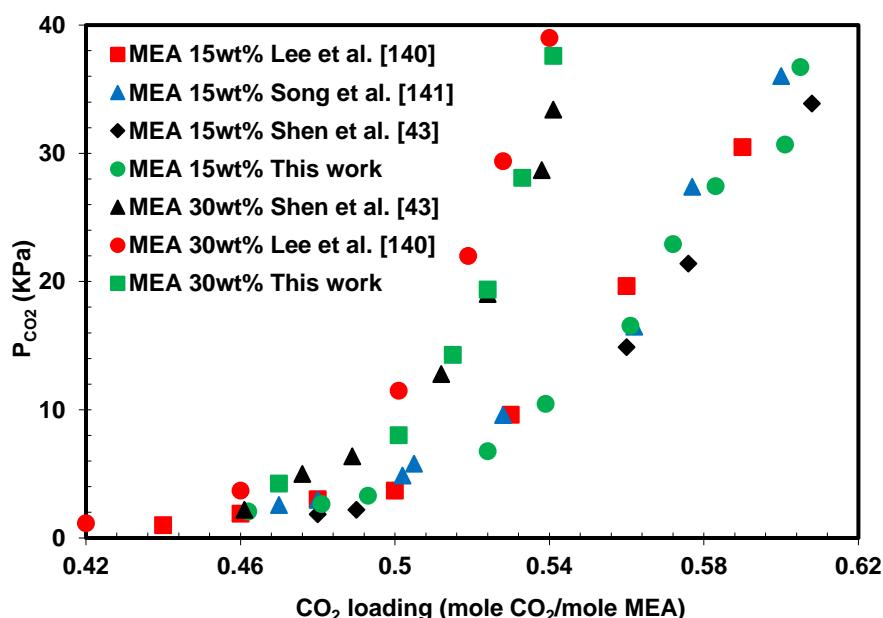 40
MEA 15wt% Lee et al. [140]
MEA 15wt% Song et al. [141]
MEA 15wt% Shen et al. [43]
MEA 15wt% This work
MEA 30wt% Shen et al. [43]
MEA 30wt% Lee et al. [140]
MEA 30wt% This work
30
20
10
0
P_CO2 (KPa)
0.42 0.46 0.5 0.54 0.58 0.62
CO₂ loading (mole CO₂/mole MEA)